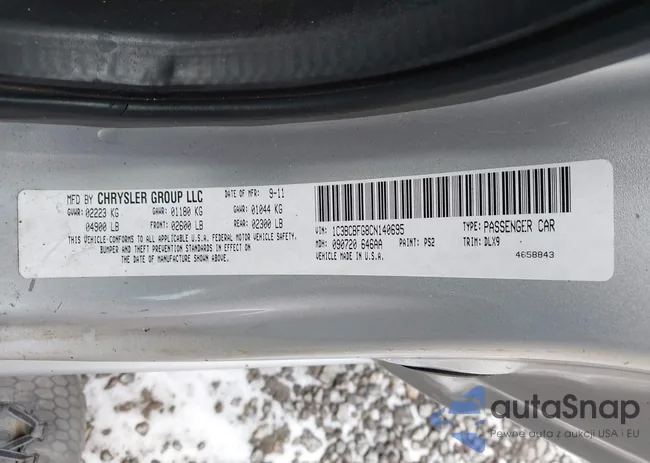 MFD BY CHRYSLER GROUP LLC DATE OF MFR: 9-11
GVWR: 02223 KG GAWR: 01180 KG GAWR: 01044 KG
04900 LB FRONT: 02600 LB REAR: 02300 LB
THIS VEHICLE CONFORMS TO ALL APPLICABLE U.S.A. FEDERAL MOTOR VEHICLE SAFETY,
BUMPER AND THEFT PREVENTION STANDARDS IN EFFECT ON
THE DATE OF MANUFACTURE SHOWN ABOVE.
VIN: 1C3BCBFG8CN140695 TYPE: PASSENGER CAR
MDH: 090720 646AA PAINT: PS2 TRIM: DLX9
VEHICLE MADE IN U.S.A. 4658843
autaSnap
Pewne auta z aukcji USA i EU